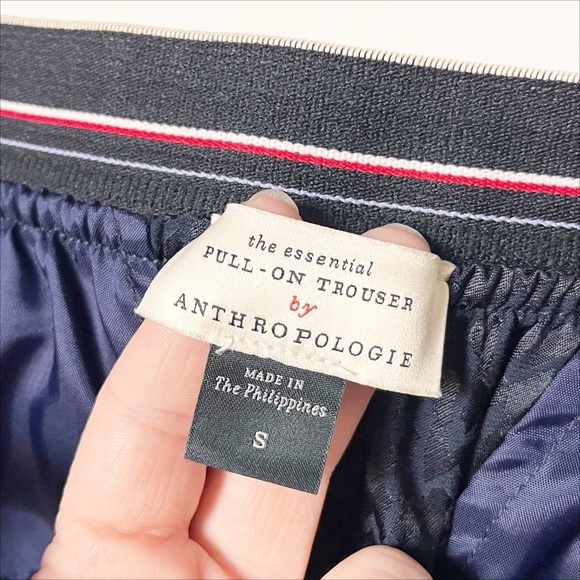 the essential
PULL-ON TROUSER
by
ANTHROPOLOGIE
MADE IN
The Philippines
S